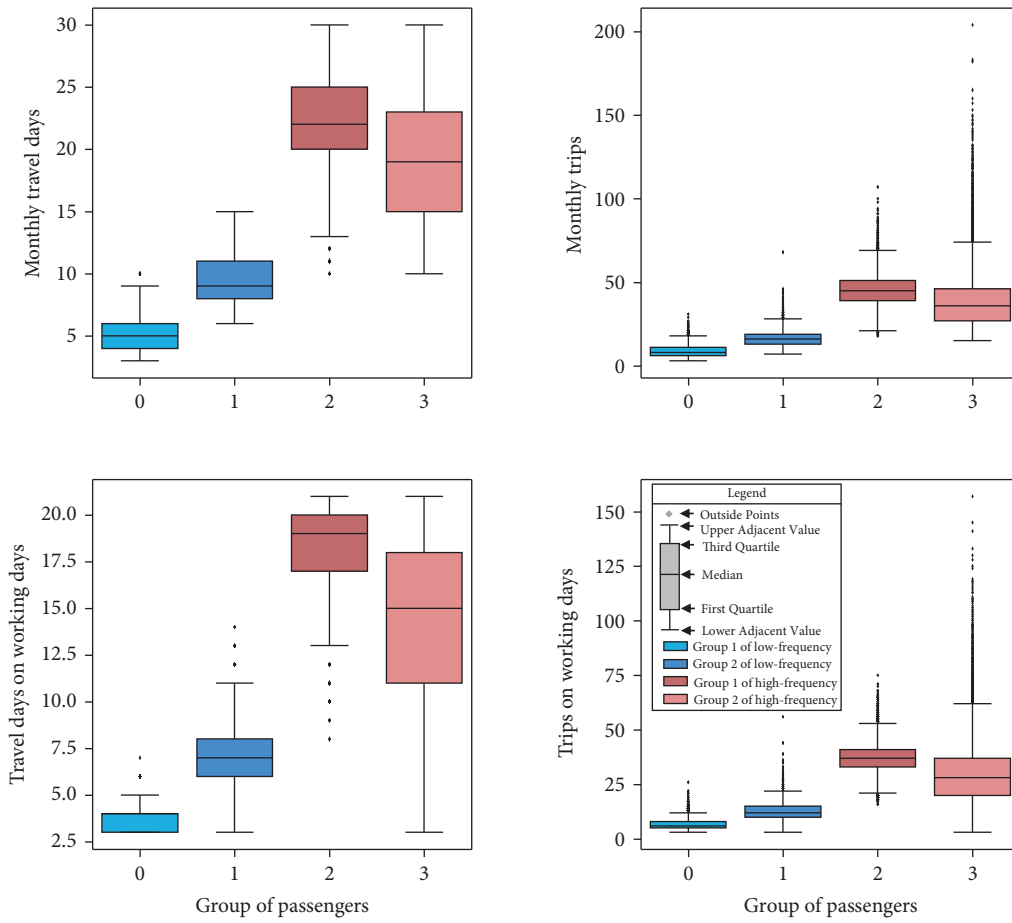 Monthly travel days
30
25
20
15
10
5
0
1
2
3
Monthly trips
200
150
100
50
0
0
1
2
3
Travel days on working days
20.0
17.5
15.0
12.5
10.0
7.5
5.0
2.5
0
1
2
3
Group of passengers
Trips on working days
150
125
100
75
50
25
0
Legend
Outside Points
Upper Adjacent Value
Third Quartile
Median
First Quartile
Lower Adjacent Value
Group 1 of low-frequency
Group 2 of low-frequency
Group 1 of high-frequency
Group 2 of high-frequency
0
1
2
3
Group of passengers